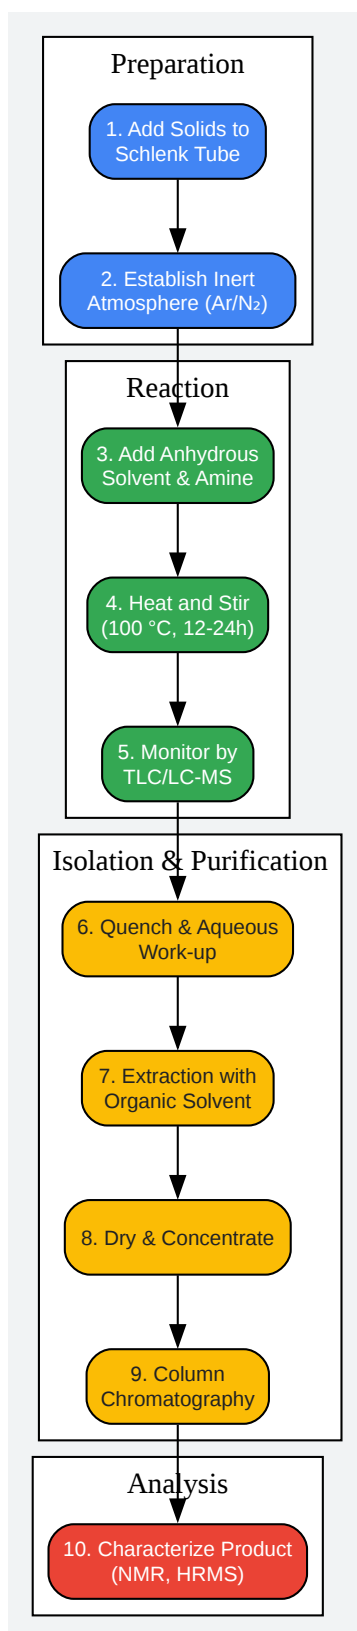 Preparation
1. Add Solids to
Schlenk Tube
2. Establish Inert
Atmosphere (Ar/N₂)
Reaction
3. Add Anhydrous
Solvent & Amine
4. Heat and Stir
(100 °C, 12-24h)
5. Monitor by
TLC/LC-MS
Isolation & Purification
6. Quench & Aqueous
Work-up
7. Extraction with
Organic Solvent
8. Dry & Concentrate
9. Column
Chromatography
Analysis
10. Characterize Product
(NMR, HRMS)